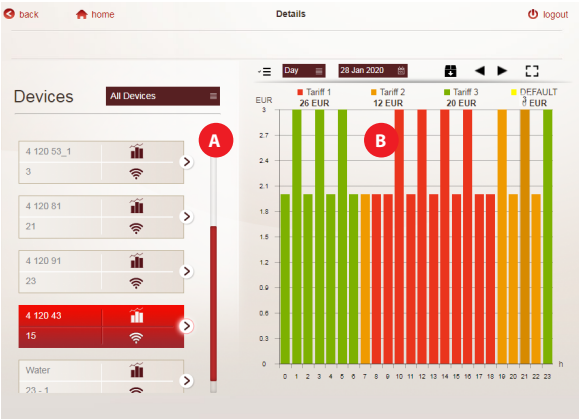 back home Details logout
Day 28 Jan 2020
Devices All Devices
Tariff 1 Tariff 2 Tariff 3 DEFAULT
EUR 26 EUR 12 EUR 20 EUR 0 EUR
A
B
3
2.7
2.4
2.1
1.8
1.5
1.2
0.9
0.6
0.3
0
0 1 2 3 4 5 6 7 8 9 10 11 12 13 14 15 16 17 18 19 20 21 22 23 h
4 120 53_1
3
4 120 81
21
4 120 91
23
4 120 43
15
Water
23 - 1